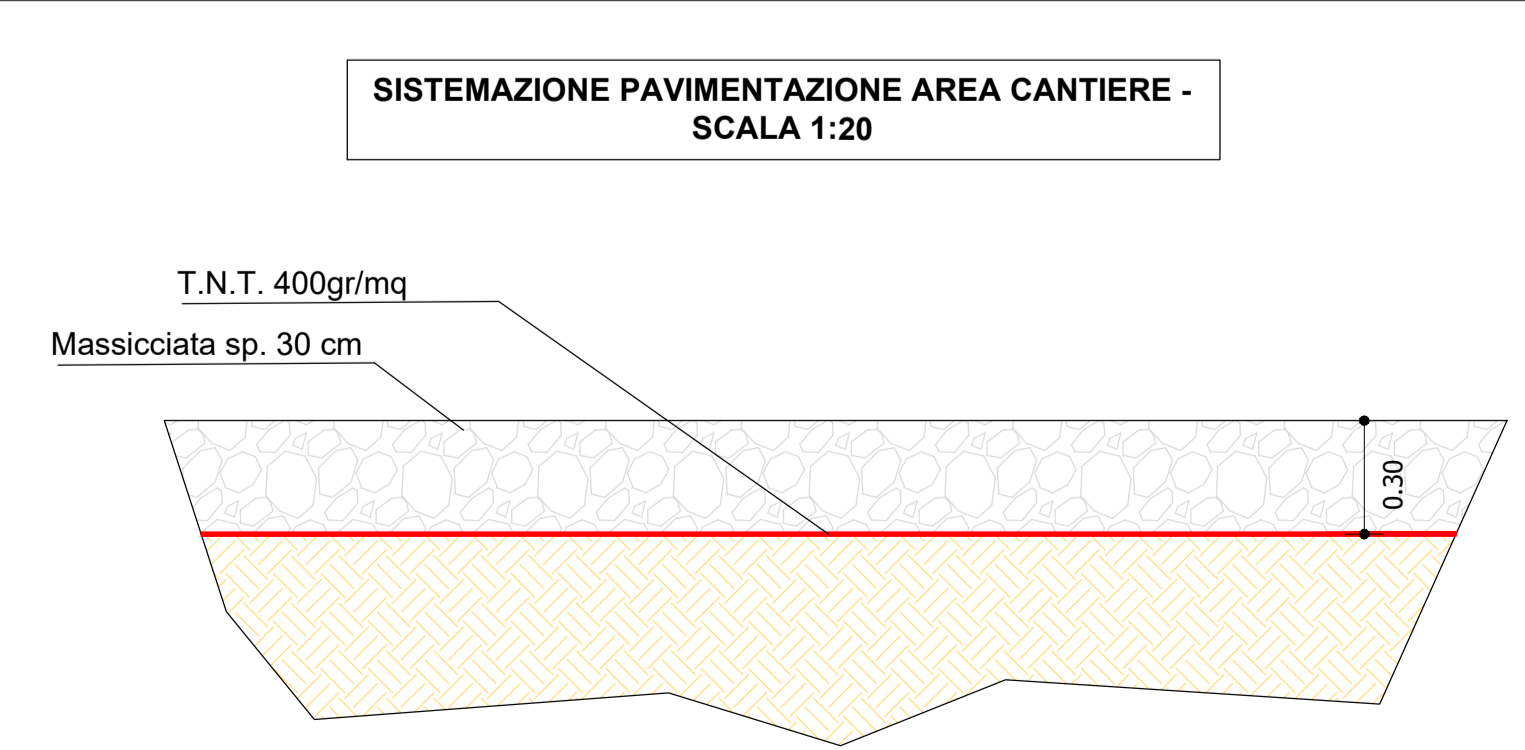 SISTEMAZIONE PAVIMENTAZIONE AREA CANTIERE -
SCALA 1:20
T.N.T. 400gr/mq
Massicciata sp. 30 cm
0.30